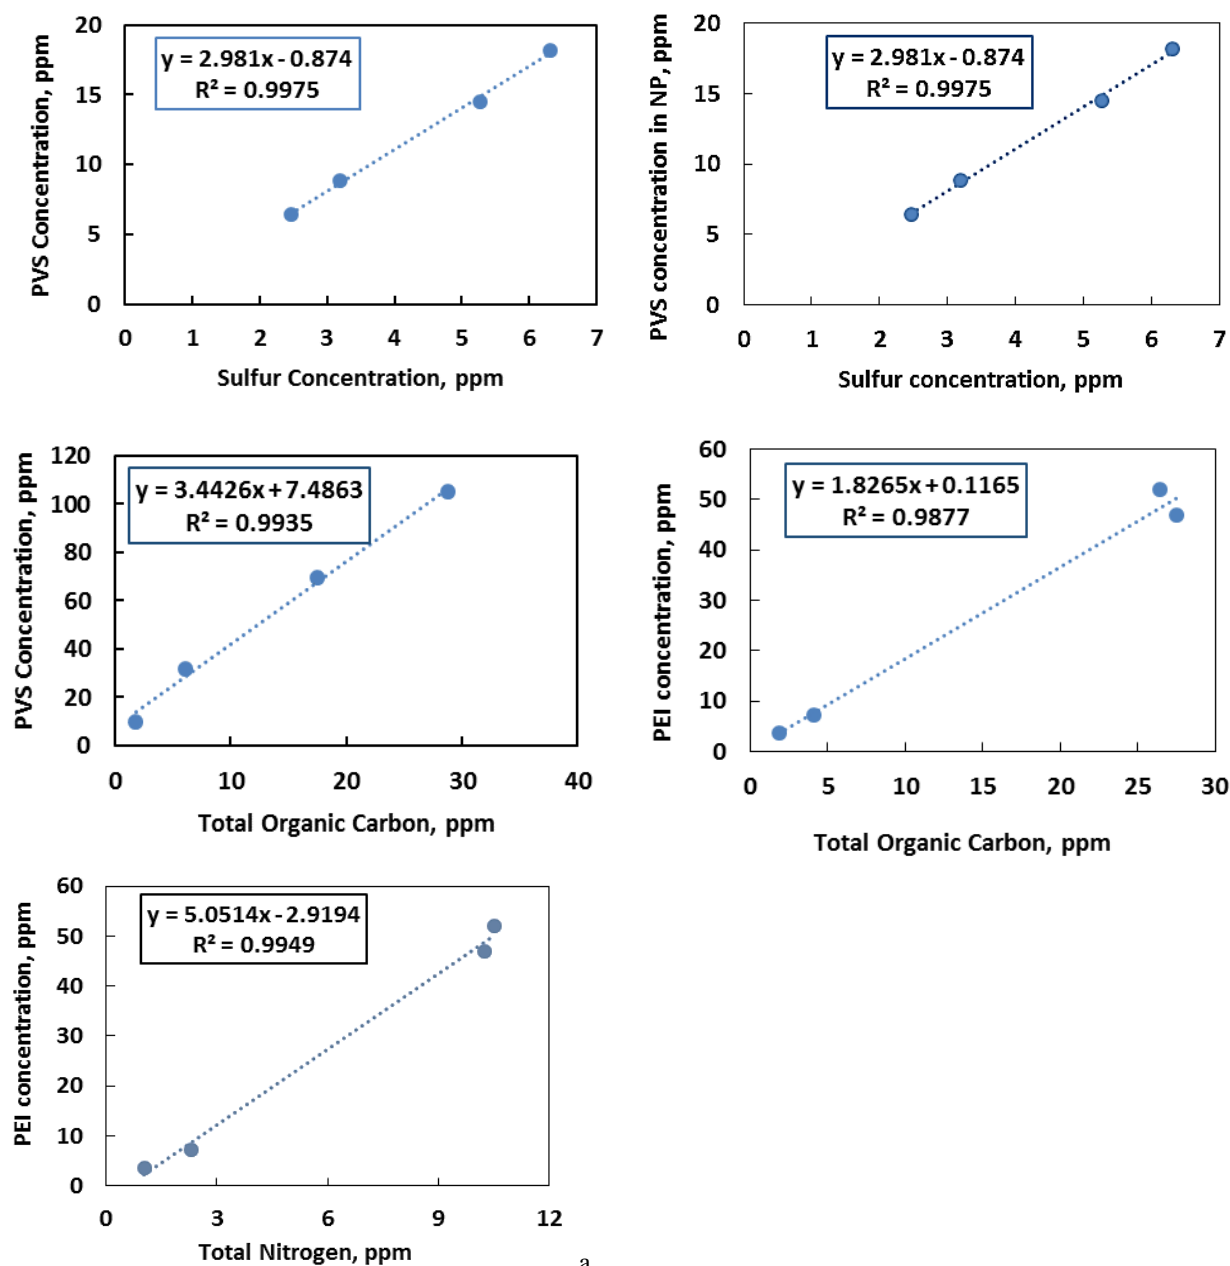 PVS Concentration, ppm
20
15
10
5
0
y = 2.981x - 0.874
R² = 0.9975
0 1 2 3 4 5 6 7
Sulfur Concentration, ppm
PVS concentration in NP, ppm
20
15
10
5
0
y = 2.981x - 0.874
R² = 0.9975
0 1 2 3 4 5 6 7
Sulfur concentration, ppm
PVS Concentration, ppm
120
100
80
60
40
20
0
y = 3.4426x + 7.4863
R² = 0.9935
0 10 20 30 40
Total Organic Carbon, ppm
PEI concentration, ppm
60
50
40
30
20
10
0
y = 1.8265x + 0.1165
R² = 0.9877
0 5 10 15 20 25 30
Total Organic Carbon, ppm
PEI concentration, ppm
60
50
40
30
20
10
0
y = 5.0514x - 2.9194
R² = 0.9949
0 3 6 9 12
Total Nitrogen, ppm
a